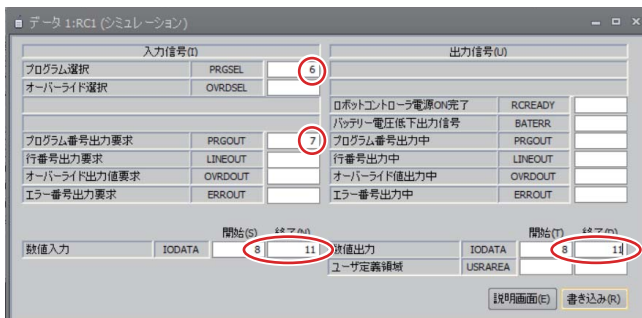 データ 1:RC1 (シミュレーション)
入力信号(I) 出力信号(U)
プログラム選択 PRGSEL 6
オーバーライド選択 OVRDSEL
ロボットコントローラ電源ON完了 RCREADY
バッテリー電圧低下出力信号 BATERR
プログラム番号出力要求 PRGOUT 7 プログラム番号出力中 PRGOUT
行番号出力要求 LINEOUT 行番号出力中 LINEOUT
オーバーライド出力値要求 OVRDOUT オーバーライド値出力中 OVRDOUT
エラー番号出力要求 ERROUT エラー番号出力中 ERROUT
開始(S) 終了(N) 開始(T) 終了(D)
数値入力 IODATA 8 11 数値出力 IODATA 8 11
ユーザ定義領域 USRAREA
説明画面(E) 書き込み(R)